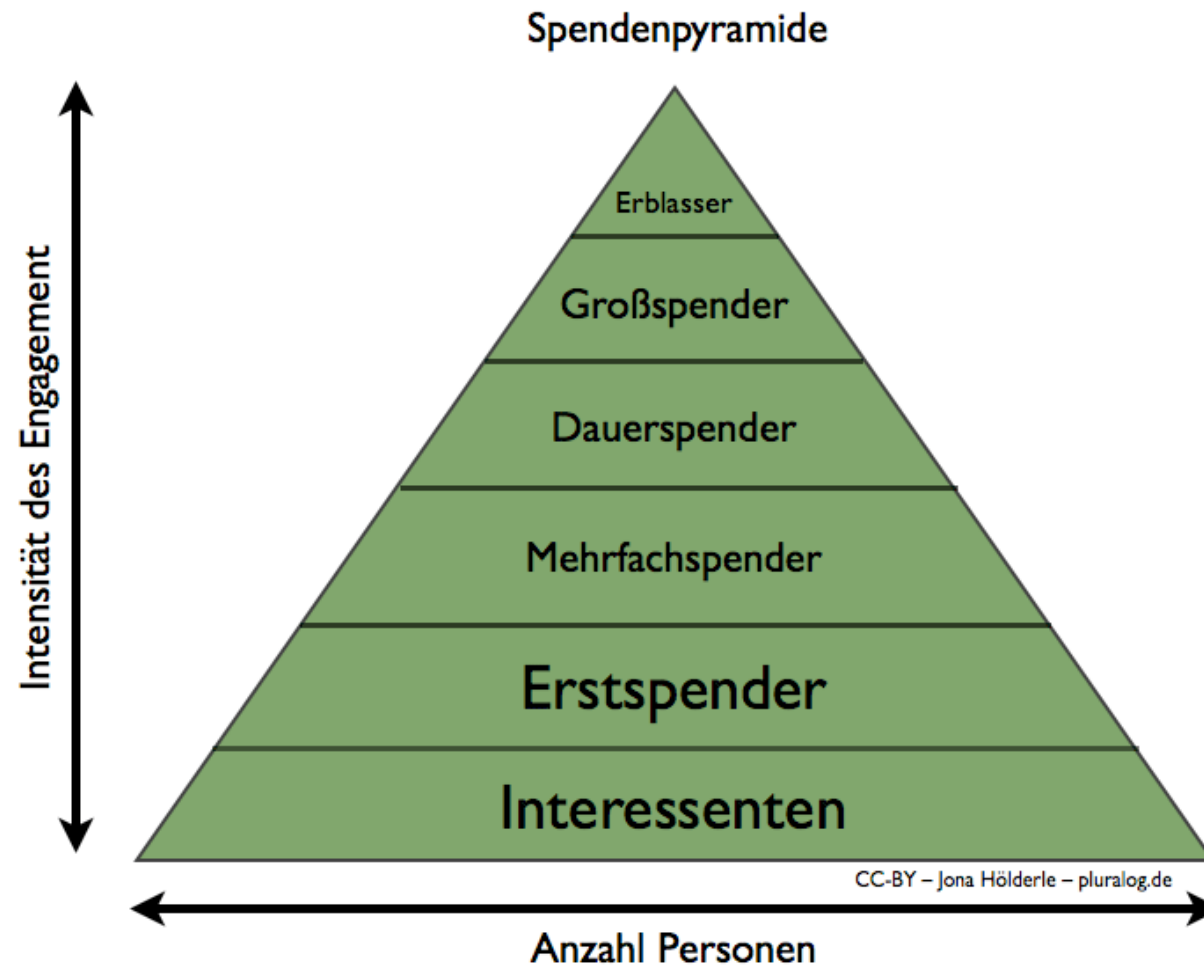 Spendenpyramide
Intensität des Engagement
Erblasser
Großspender
Dauerspender
Mehrfachspender
Erstspender
Interessenten
CC-BY – Jona Hölderle – pluralog.de
Anzahl Personen